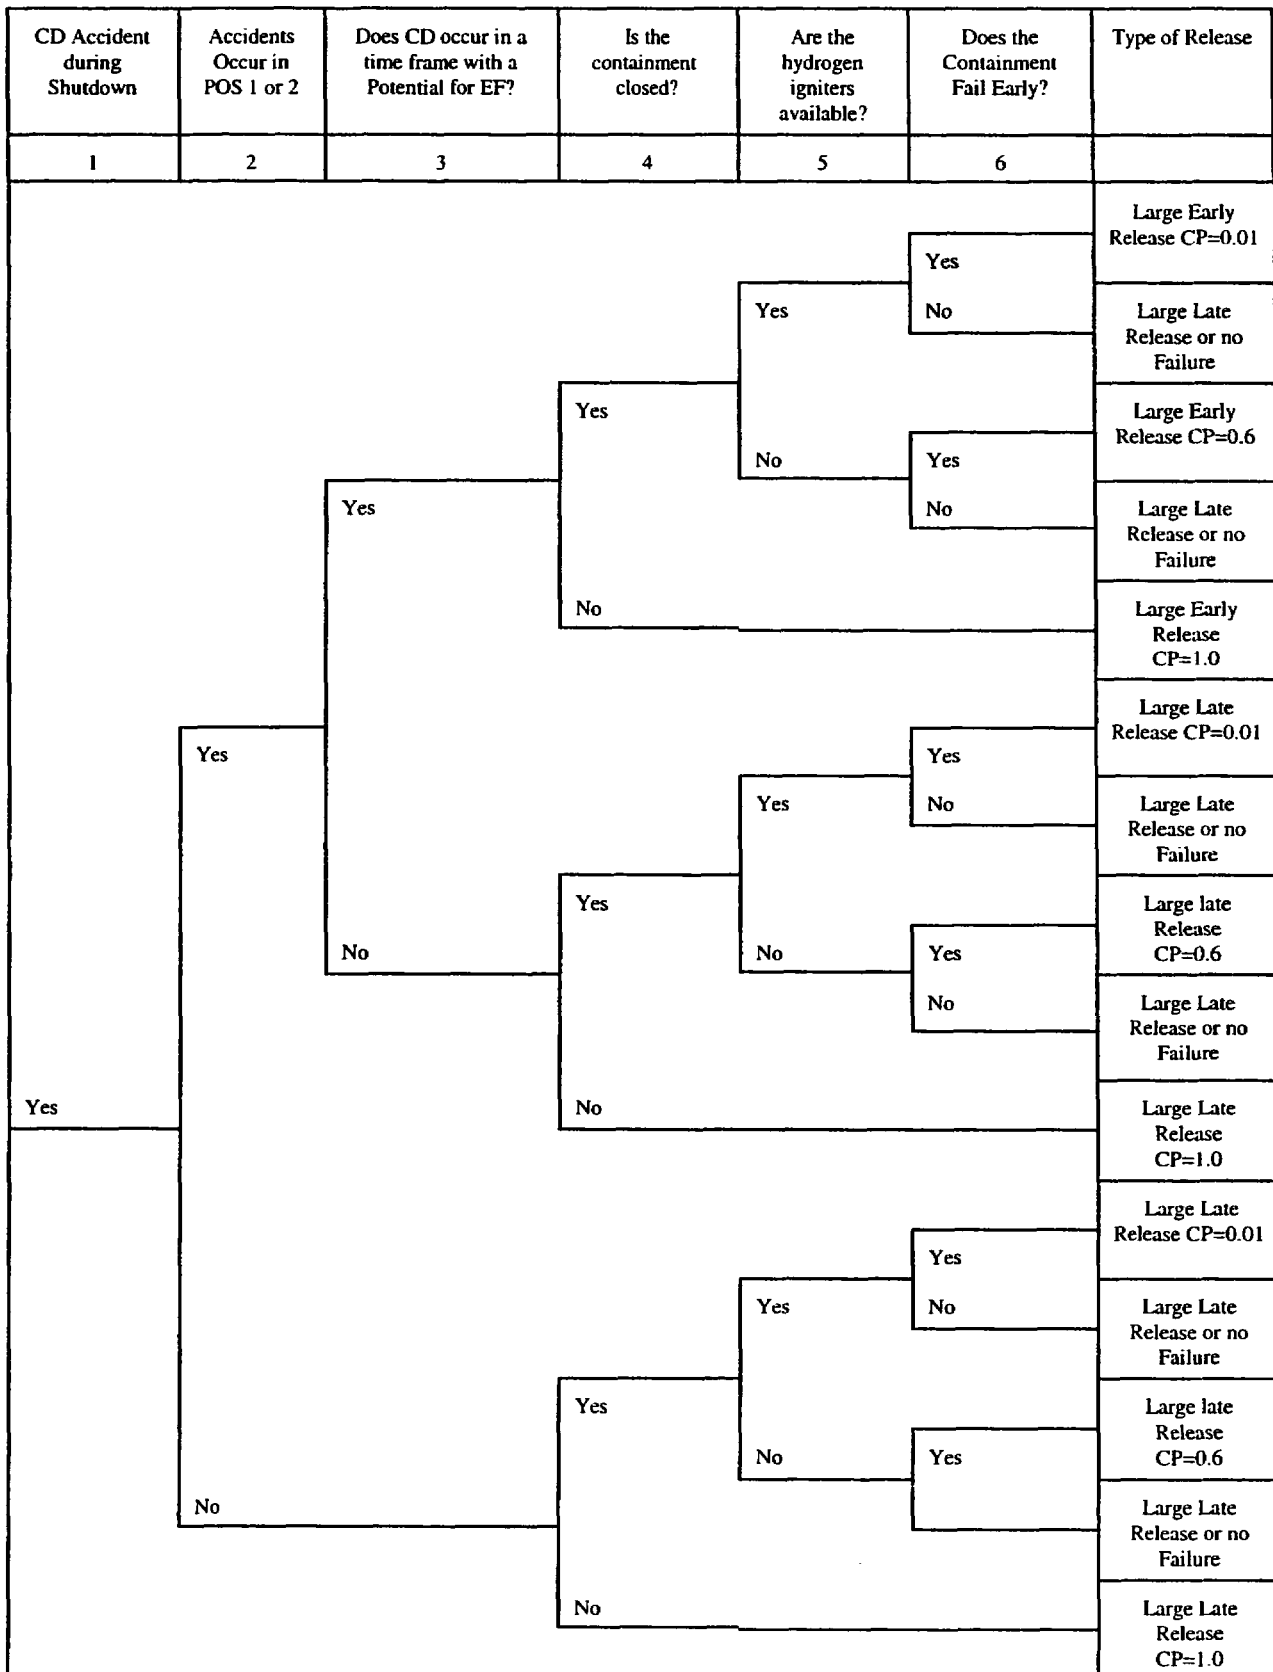 CD Accident
during
Shutdown
Accidents
Occur in
POS 1 or 2
Does CD occur in a
time frame with a
Potential for EF?
Is the
containment
closed?
Are the
hydrogen
igniters
available?
Does the
Containment
Fail Early?
Type of Release
1
2
3
4
5
6
Large Early
Release CP=0.01
Yes
Yes
No
Large Late
Release or no
Failure
Yes
Large Early
Release CP=0.6
No
Yes
Yes
No
Large Late
Release or no
Failure
No
Large Early
Release
CP=1.0
Large Late
Release CP=0.01
Yes
Yes
Yes
No
Large Late
Release or no
Failure
Yes
Large late
Release
CP=0.6
No
No
Yes
No
Large Late
Release or no
Failure
Yes
No
Large Late
Release
CP=1.0
Large Late
Release CP=0.01
Yes
Yes
No
Large Late
Release or no
Failure
Yes
Large late
Release
CP=0.6
No
Yes
No
Large Late
Release or no
Failure
No
Large Late
Release
CP=1.0